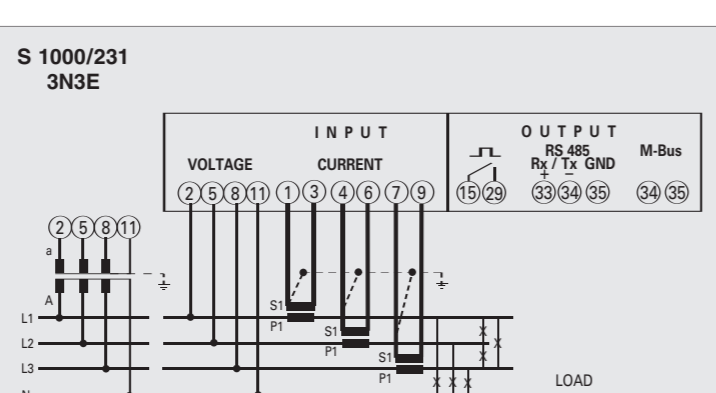 S 1000/231
3N3E
INPUT
OUTPUT
VOLTAGE CURRENT
RS 485
Rx / Tx GND
+ −
M-Bus
2 5 8 11 1 3 4 6 7 9 15 29 33 34 35 34 35
2 5 8 11
a
A
S1
P1
L1
S1
P1
L2
S1
P1
L3
LOAD